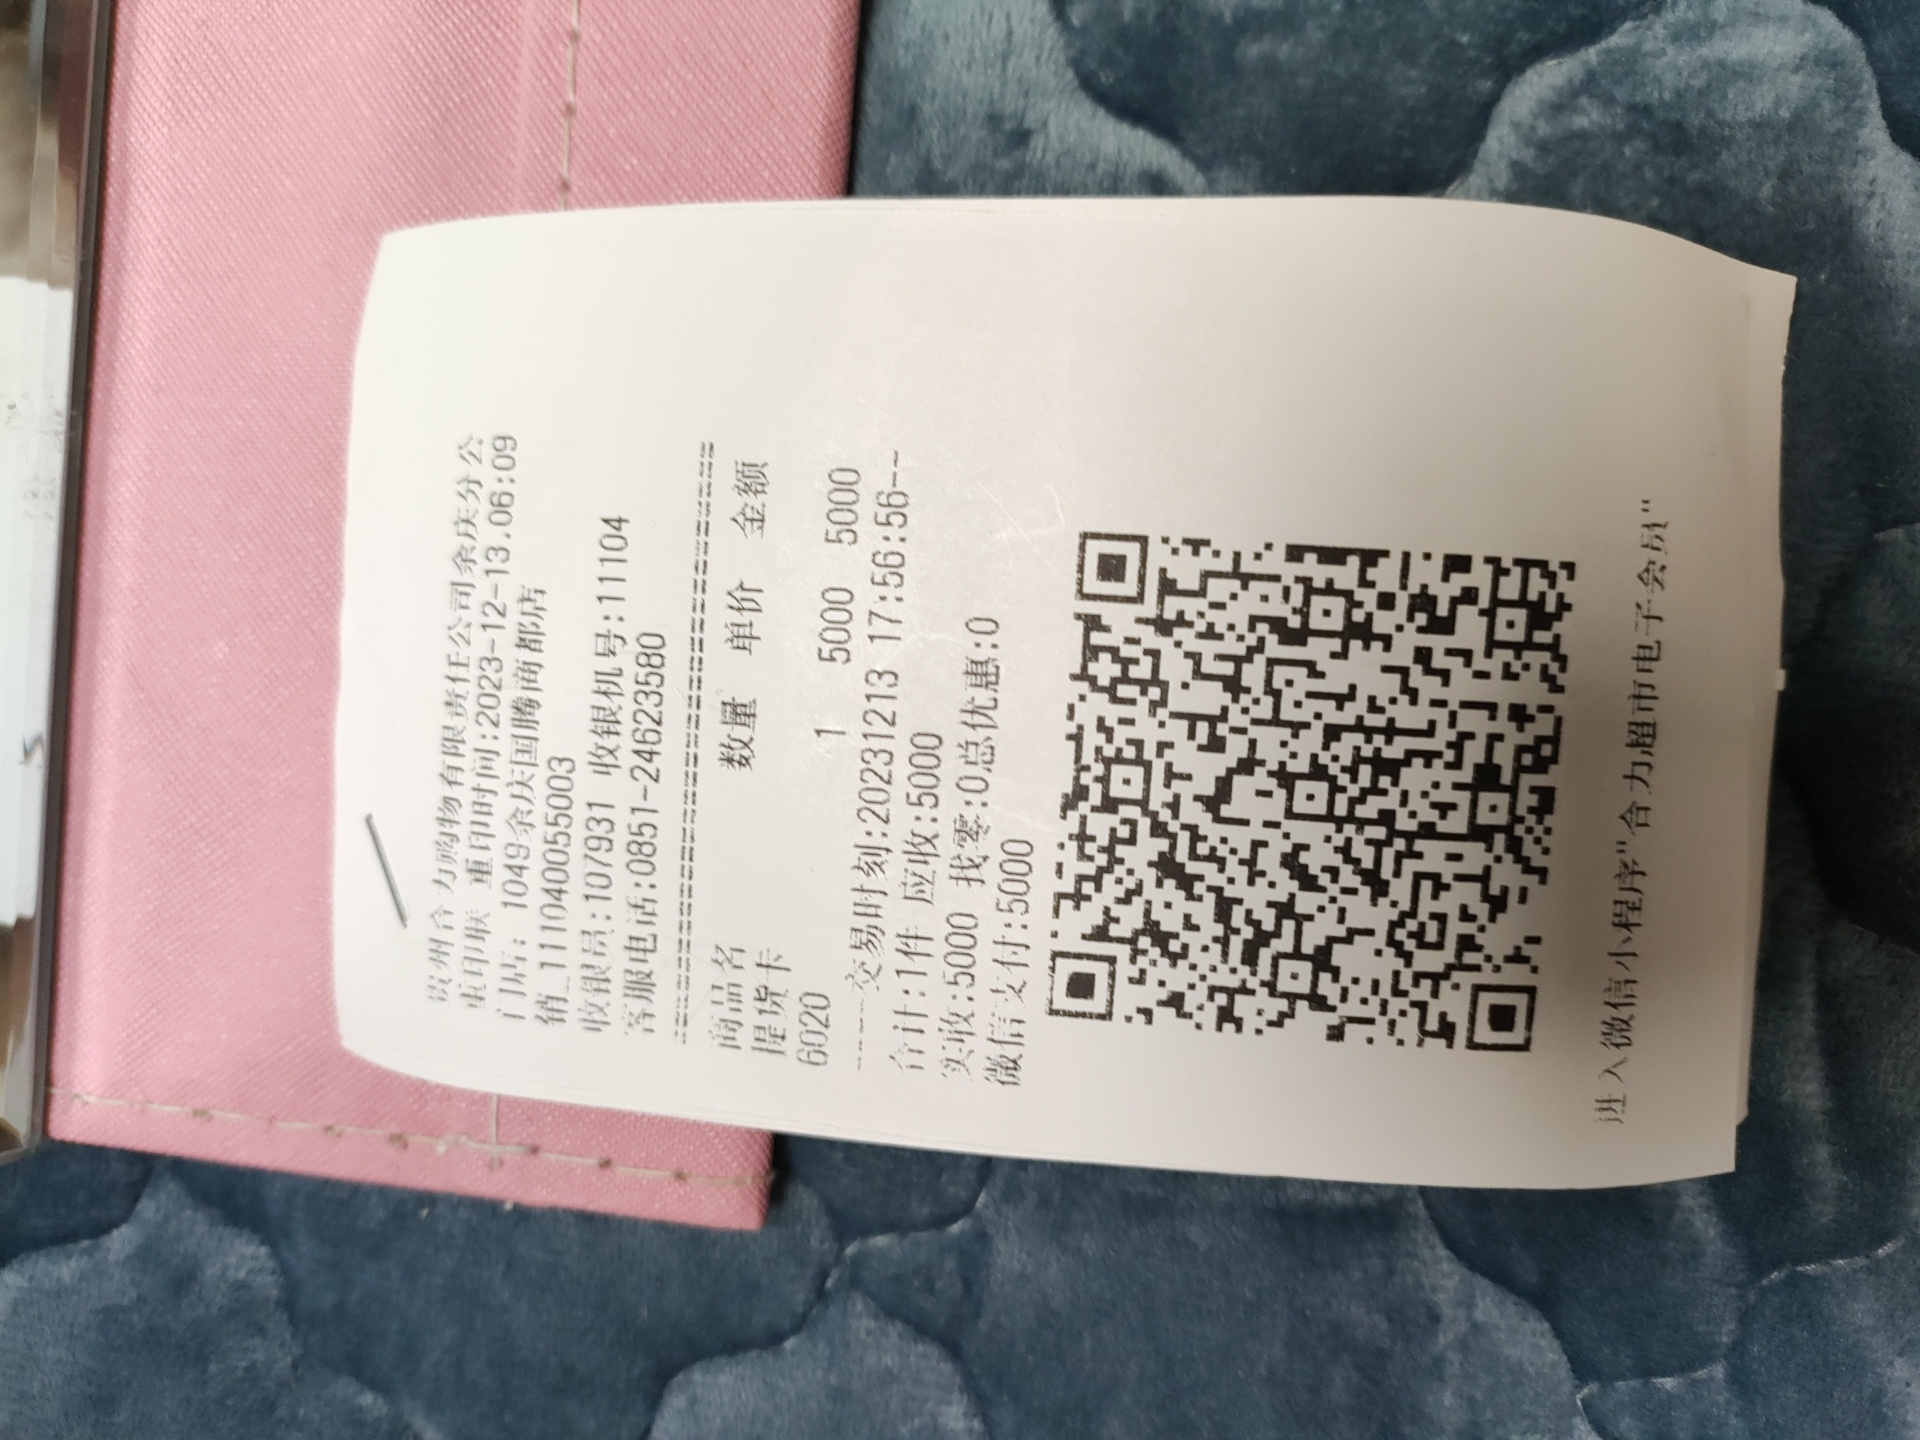 贵州合力购物有限责任公司余庆分公
重印联 重印时间:2023-12-13.06:09
门店: 1049余庆国腾商都店
销_111040055003
收银员:107931 收银机号:11104
客服电话:0851-24623580
商品名 数量 单价 金额
提货卡
6020 1 5000 5000
----交易时刻:20231213 17:56:56--
合计:1件 应收:5000
实收:5000 找零:0总优惠:0
微信支付:5000
进入微信小程序"合力超市电子会员"